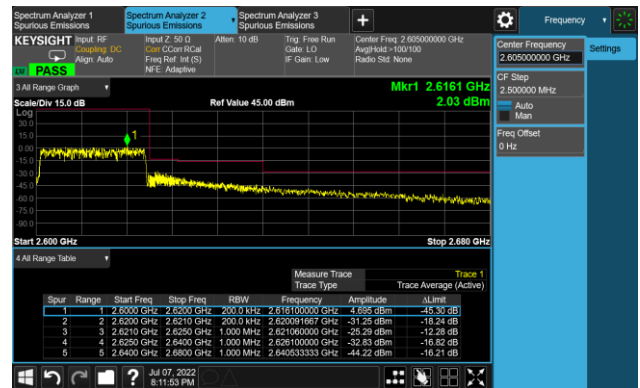 Spectrum Analyzer 1
Spurious Emissions
Spectrum Analyzer 2
Spurious Emissions
Spectrum Analyzer 3
Spurious Emissions
+
Frequency
KEYSIGHT
Input: RF
Coupling: DC
Align: Auto
Input Z: 50 Ω
Corr CCorr RCal
Freq Ref: Int (S)
NFE: Adaptive
Atten: 10 dB
Trig: Free Run
Gate: LO
IF Gain: Low
Center Freq: 2.605000000 GHz
Avg|Hold:>100/100
Radio Std: None
LW PASS
Center Frequency
2.605000000 GHz
Settings
CF Step
2.500000 MHz
Auto
Man
Freq Offset
0 Hz
3 All Range Graph
Mkr1 2.6161 GHz
Scale/Div 15.0 dB
Ref Value 45.00 dBm
2.03 dBm
Log
30.0
15.0
0.00
-15.0
-30.0
-45.0
-60.0
-75.0
-90.0
1
Start 2.600 GHz
Stop 2.680 GHz
4 All Range Table
Measure Trace Trace 1
Trace Type Trace Average (Active)
Spur Range Start Freq Stop Freq RBW Frequency Amplitude ΔLimit
1 1 2.6000 GHz 2.6200 GHz 200.0 kHz 2.616100000 GHz 4.695 dBm -45.30 dB
2 2 2.6200 GHz 2.6210 GHz 200.0 kHz 2.620091667 GHz -31.25 dBm -18.24 dB
3 3 2.6210 GHz 2.6250 GHz 1.000 MHz 2.621060000 GHz -25.29 dBm -12.28 dB
4 4 2.6250 GHz 2.6400 GHz 1.000 MHz 2.626100000 GHz -32.83 dBm -16.82 dB
5 5 2.6400 GHz 2.6800 GHz 1.000 MHz 2.640533333 GHz -44.22 dBm -16.21 dB
?
Jul 07, 2022
8:11:53 PM